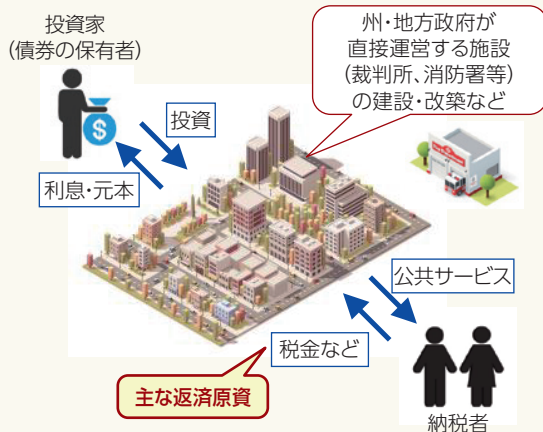 投資家
（債券の保有者）
州・地方政府が
直接運営する施設
（裁判所、消防署等）
の建設・改築など
$
投資
利息・元本
公共サービス
税金など
主な返済原資
納税者